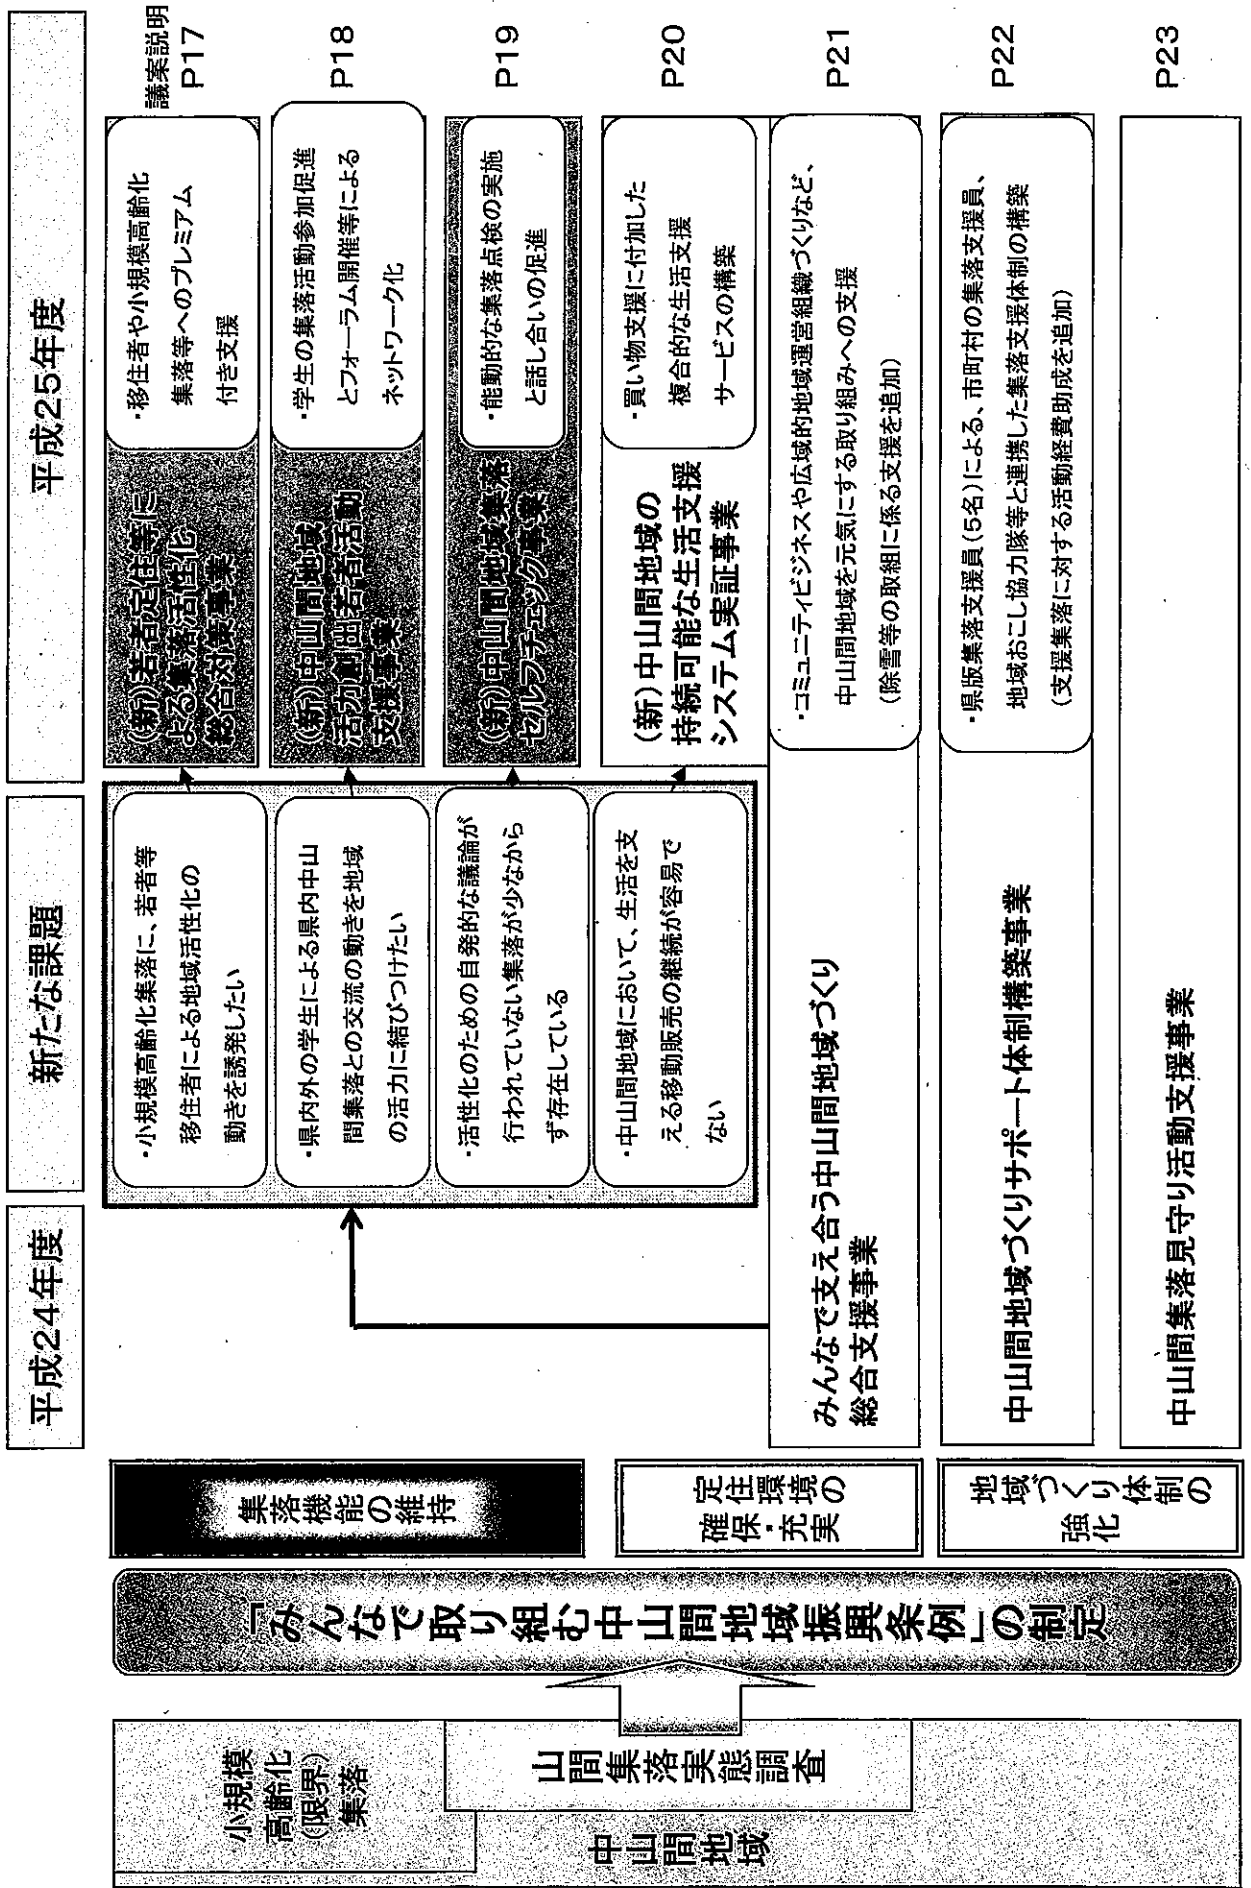 平成24年度
新たな課題
平成25年度
議案説明
小規模
高齢化
(限界)
集落
中山間地域
山間集落実態調査
「みんなで取り組む中山間地域振興条例」の制定
集落機能の維持
定住環境の
確保・充実
地域づくり体制の
強化
・小規模高齢化集落に、若者等
移住者による地域活性化の
動きを誘発したい
(新)若者定住等に
よる集落活性化
総合対策事業
・移住者や小規模高齢化
集落等へのプレミアム
付き支援
P17
・県内外の学生による県内中山
間集落との交流の動きを地域
の活力に結びつけたい
(新)中山間地域
活力創出若者活動
支援事業
・学生の集落活動参加促進
とフォーラム開催等による
ネットワーク化
P18
・活性化のための自発的な議論が
行われていない集落が少なから
ず存在している
(新)中山間地域集落
セルフチェック事業
・能動的な集落点検の実施
と話し合いの促進
P19
・中山間地域において、生活を支
える移動販売の継続が容易で
ない
(新)中山間地域の
持続可能な生活支援
システム実証事業
・買い物支援に付加した
複合的な生活支援
サービスの構築
P20
みんなで支え合う中山間地域づくり
総合支援事業
・コミュニティビジネスや広域的地域運営組織づくりなど、
中山間地域を元気にする取り組みへの支援
(除雪等の取組に係る支援を追加)
P21
中山間地域づくりサポート体制構築事業
・県版集落支援員(5名)による、市町村の集落支援員、
地域おこし協力隊等と連携した集落支援体制の構築
(支援集落に対する活動経費助成を追加)
P22
中山間集落見守り活動支援事業
P23